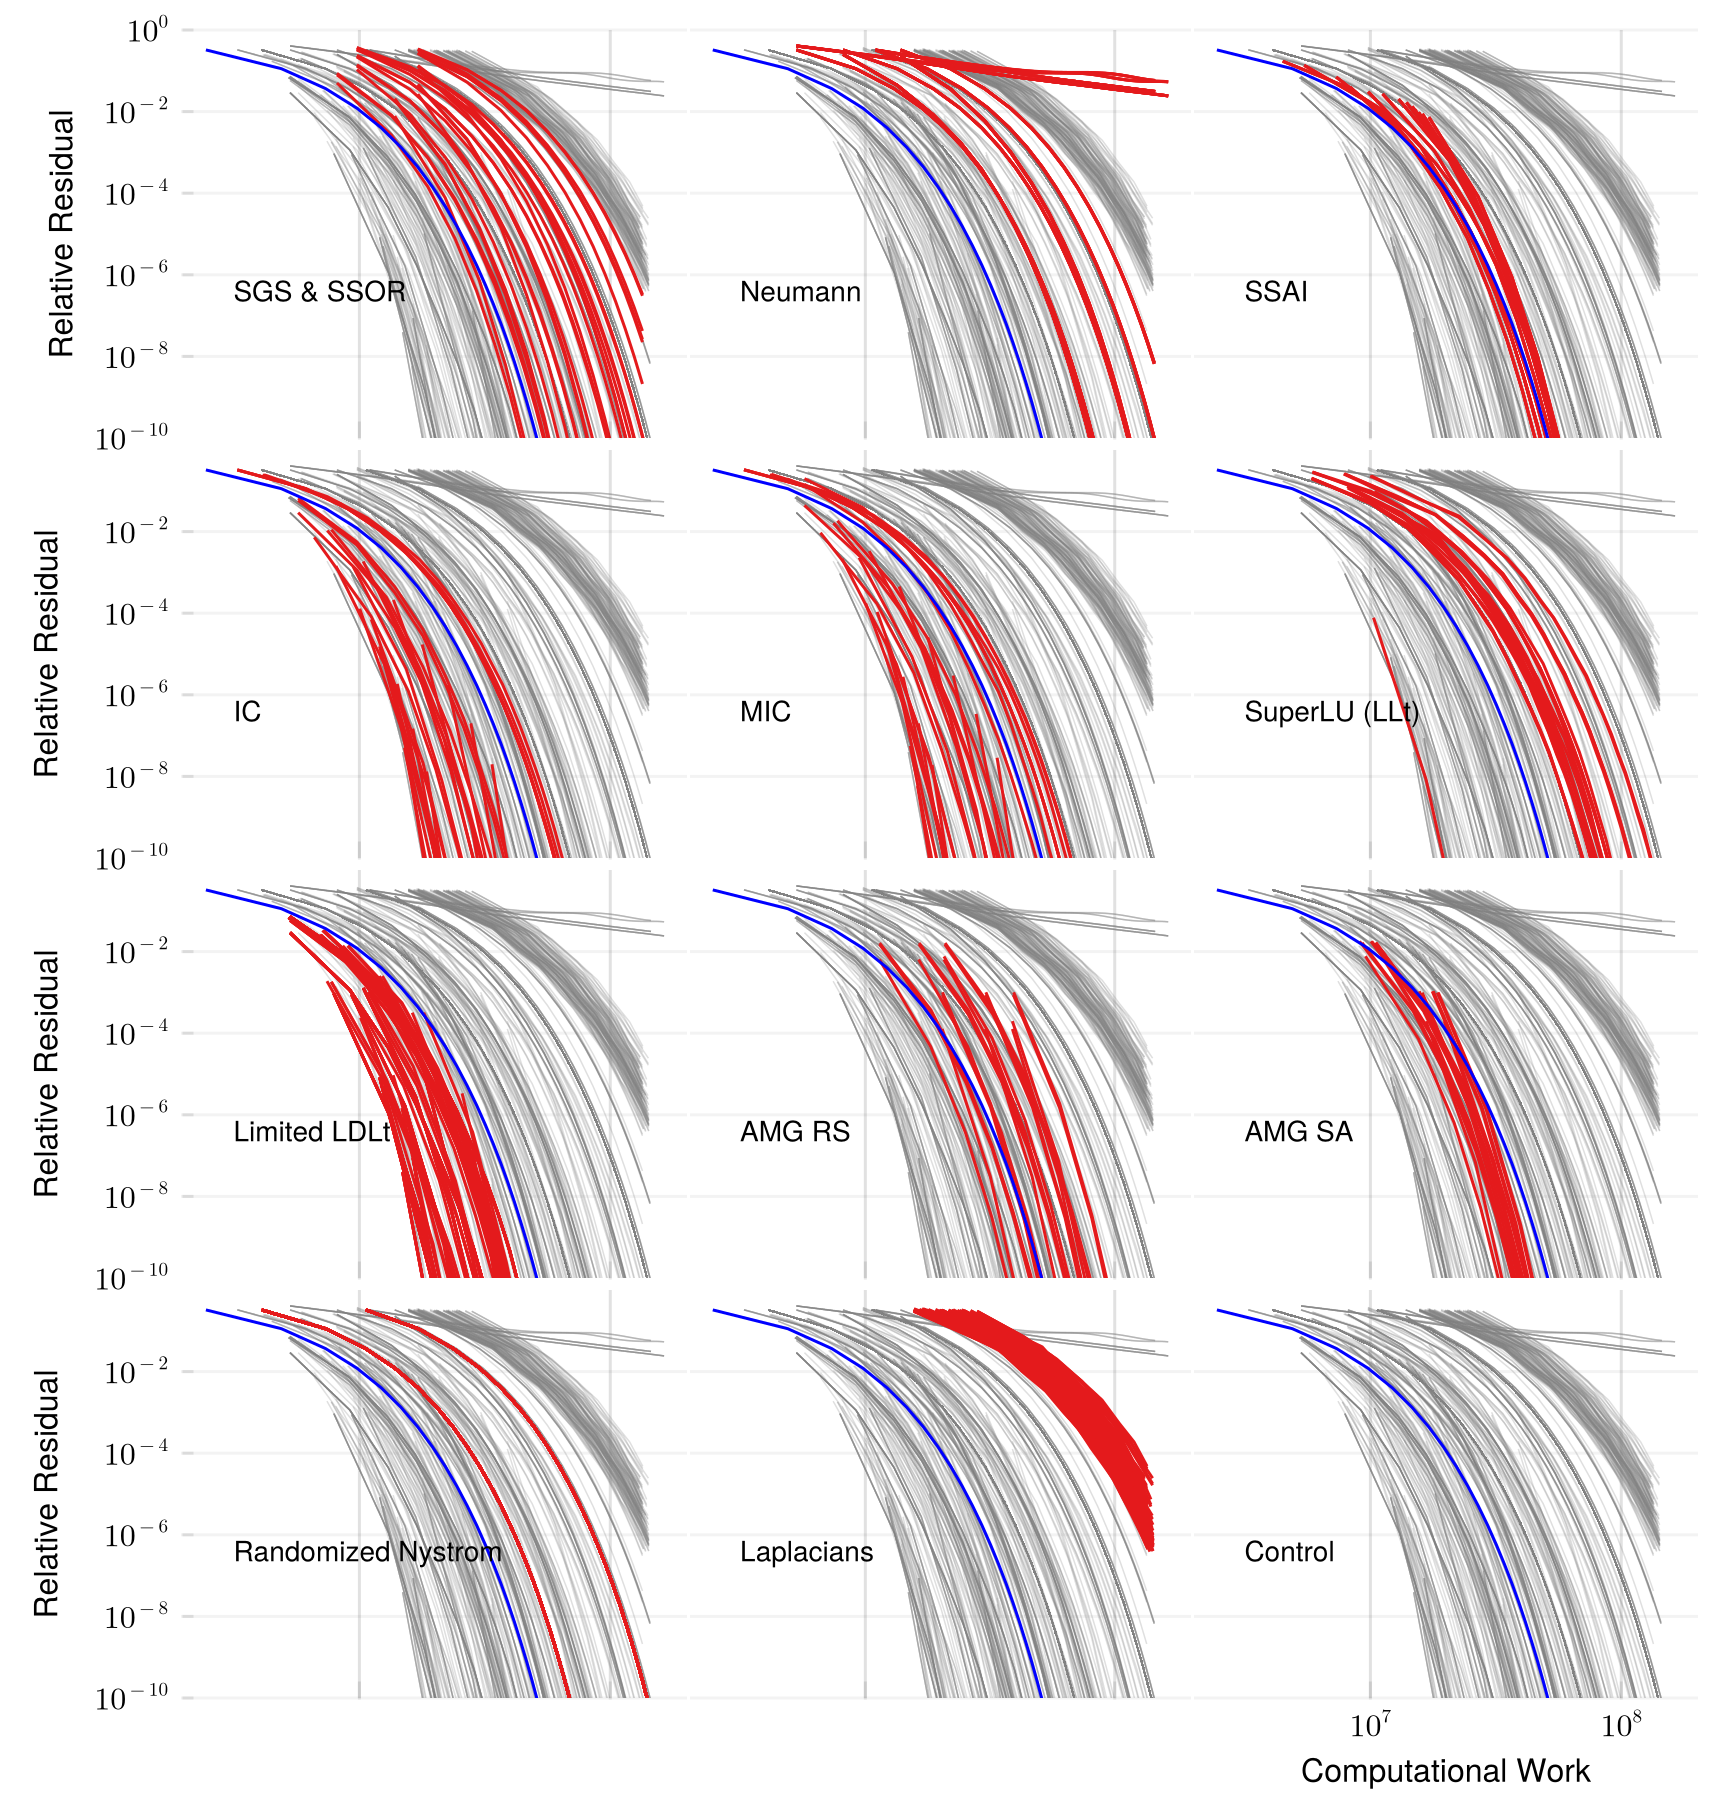 10^0
10^−2
10^−4
10^−6
10^−8
10^−10
Relative Residual
SGS & SSOR
Neumann
SSAI
10^−2
10^−4
10^−6
10^−8
10^−10
Relative Residual
IC
MIC
SuperLU (LLt)
10^−2
10^−4
10^−6
10^−8
10^−10
Relative Residual
Limited LDLt
AMG RS
AMG SA
10^−2
10^−4
10^−6
10^−8
10^−10
Relative Residual
Randomized Nystrom
Laplacians
Control
10^7 10^8
Computational Work